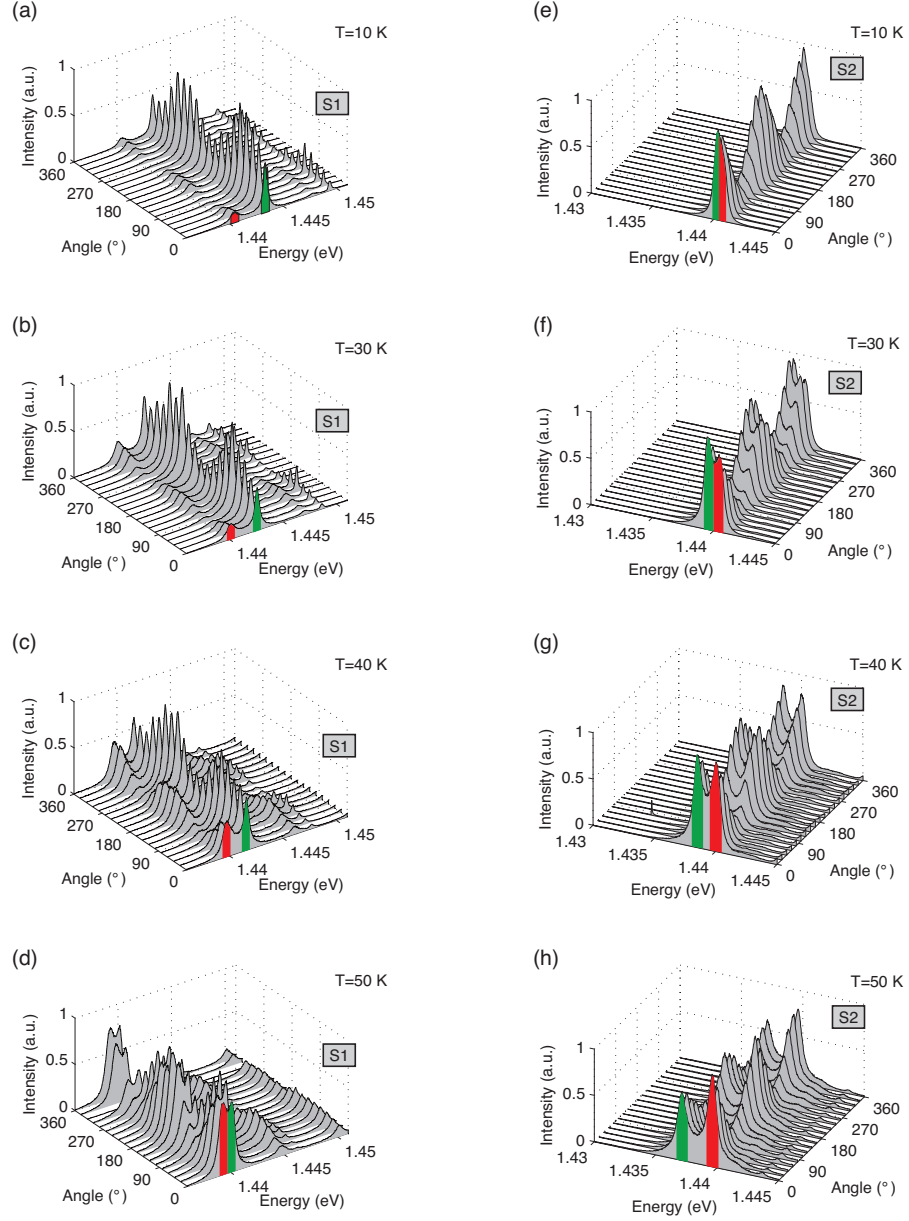 (a)
T=10 K
S1
Intensity (a.u.)
1
0.5
0
360
270
180
90
0
Angle (°)
1.44
1.445
1.45
Energy (eV)
(e)
T=10 K
S2
Intensity (a.u.)
1
0.5
0
1.43
1.435
1.44
1.445
Energy (eV)
0
90
180
270
360
Angle (°)
(b)
T=30 K
S1
Intensity (a.u.)
1
0.5
0
360
270
180
90
0
Angle (°)
1.44
1.445
1.45
Energy (eV)
(f)
T=30 K
S2
Intensity (a.u.)
1
0.5
0
1.43
1.435
1.44
1.445
Energy (eV)
0
90
180
270
360
Angle (°)
(c)
T=40 K
S1
Intensity (a.u.)
1
0.5
0
360
270
180
90
0
Angle (°)
1.44
1.445
1.45
Energy (eV)
(g)
T=40 K
S2
Intensity (a.u.)
1
0.5
0
1.43
1.435
1.44
1.445
Energy (eV)
0
90
180
270
360
Angle (°)
(d)
T=50 K
S1
Intensity (a.u.)
1
0.5
0
360
270
180
90
0
Angle (°)
1.44
1.445
1.45
Energy (eV)
(h)
T=50 K
S2
Intensity (a.u.)
1
0.5
0
1.43
1.435
1.44
1.445
Energy (eV)
0
90
180
270
360
Angle (°)